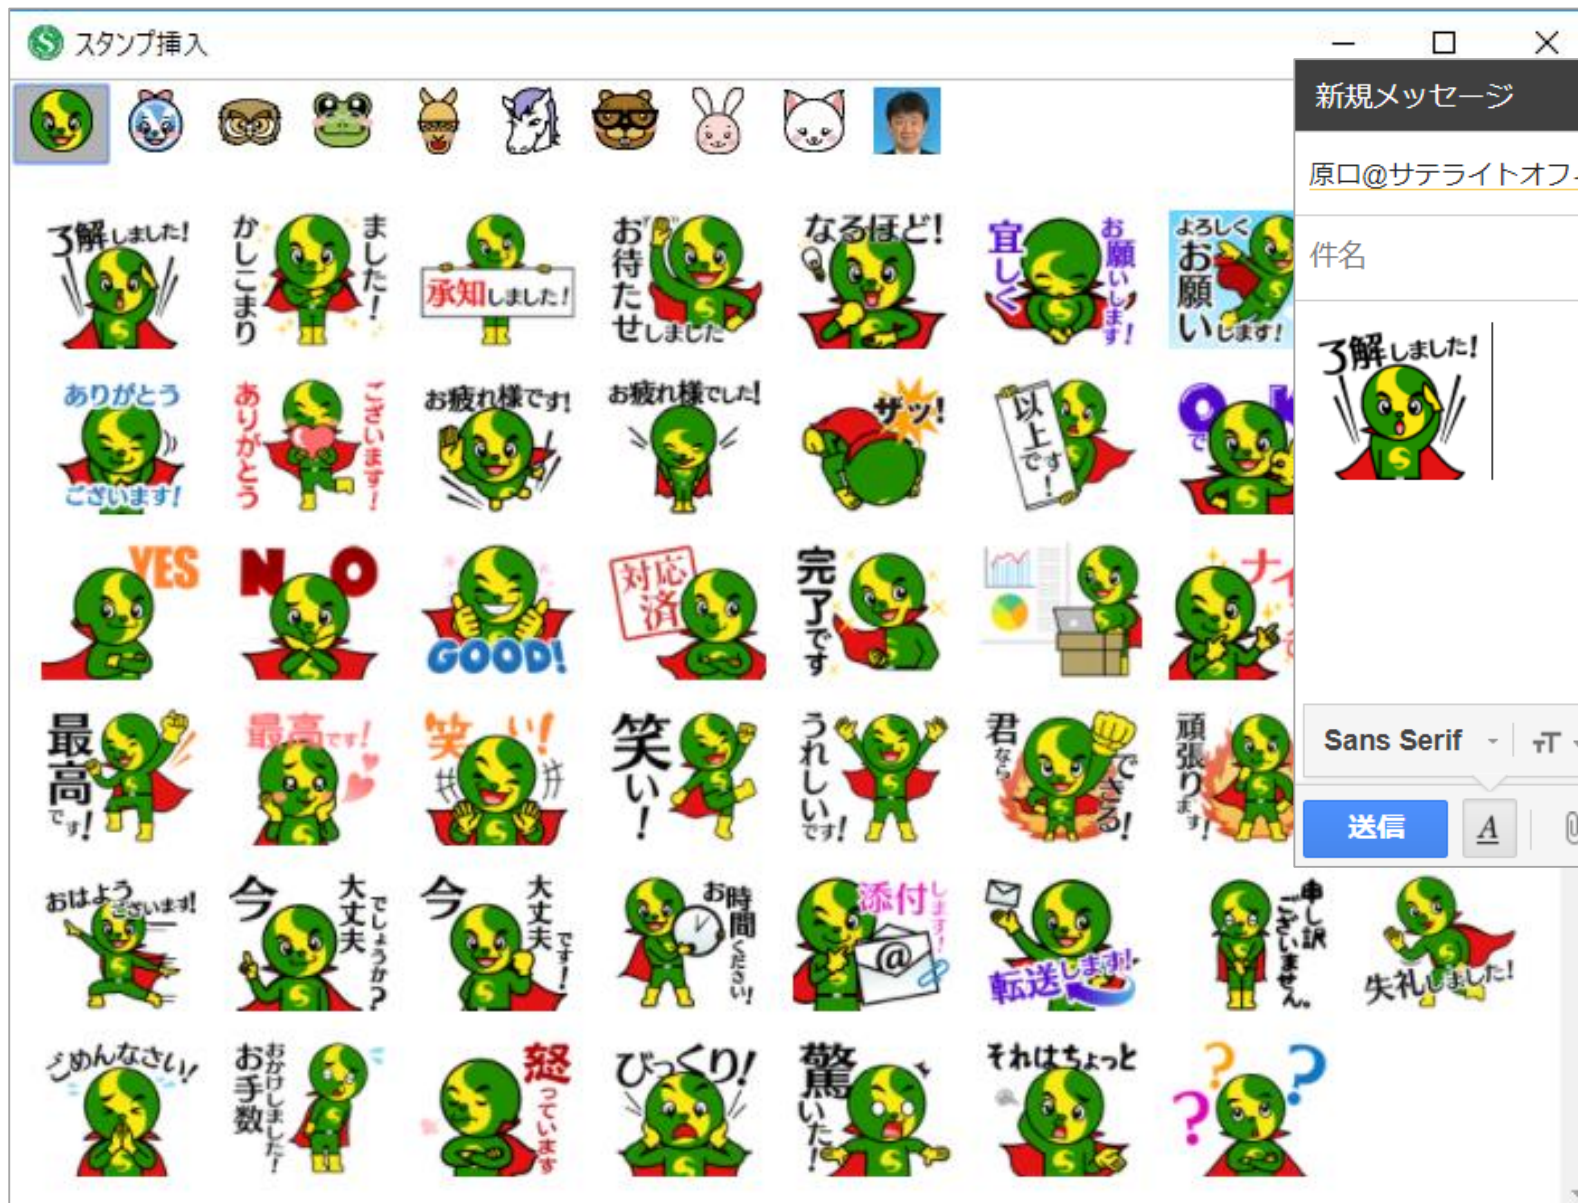 スタンプ挿入
新規メッセージ
原口@サテライトオフィ
件名
了解しました!
Sans Serif
送信
了解しました!
かしこまりました!
承知しました!
お待たせしました
なるほど!
宜しくお願いします!
よろしくお願いします!
ありがとうございます!
ありがとうございます!
お疲れ様です!
お疲れ様でした!
ザッ!
以上です!
OKで
YES
NO
GOOD!
対応済
完了です
ナイ
最高です!
最高です!
笑い!
笑い!
うれしいです!
君ならできる!
頑張ります!
おはようございます!
今大丈夫でしょうか?
今大丈夫です!
お時間ください!
添付します!
@
転送します!
申し訳ございません。
失礼しました!
ごめんなさい!
お手数おかけしました!
怒っています
びっくり!
驚いた!
それはちょっと
???